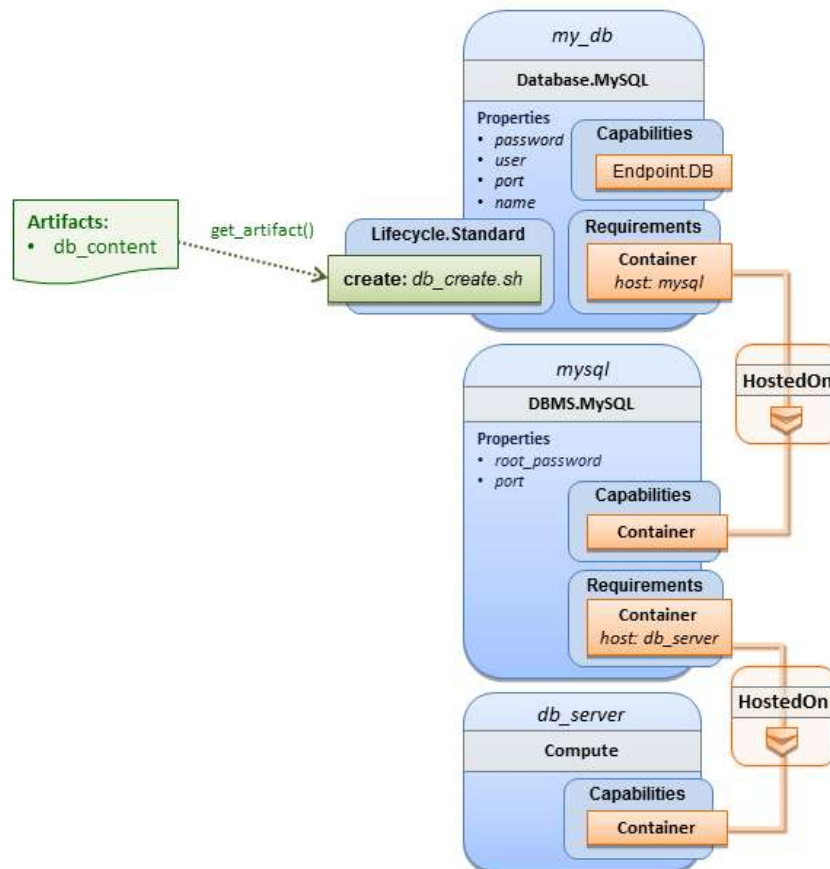 my_db
Database.MySQL
Properties
• password
• user
• port
• name
Capabilities
Endpoint.DB
Requirements
Container
host: mysql
Artifacts:
• db_content
get_artifact()
Lifecycle.Standard
create: db_create.sh
HostedOn
mysql
DBMS.MySQL
Properties
• root_password
• port
Capabilities
Container
Requirements
Container
host: db_server
HostedOn
db_server
Compute
Capabilities
Container